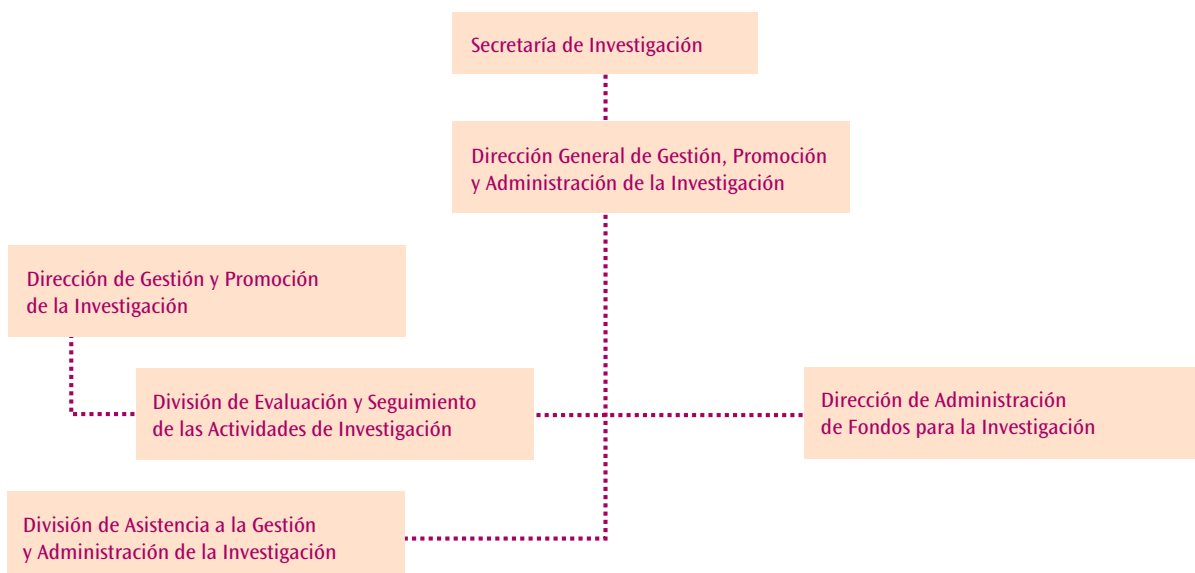 Secretaría de Investigación
Dirección General de Gestión, Promoción
y Administración de la Investigación
Dirección de Gestión y Promoción
de la Investigación
División de Evaluación y Seguimiento
de las Actividades de Investigación
Dirección de Administración
de Fondos para la Investigación
División de Asistencia a la Gestión
y Administración de la Investigación